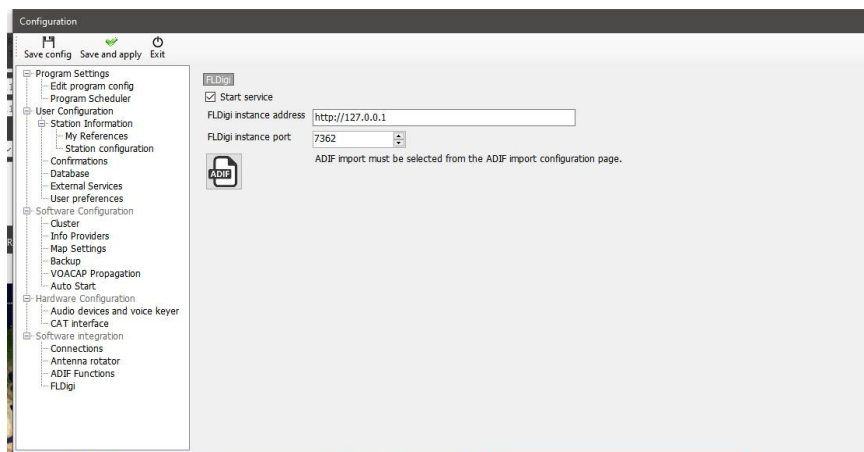 Configuration
Save config Save and apply Exit
Program Settings
Edit program config
Program Scheduler
User Configuration
Station Information
My References
Station configuration
Confirmations
Database
External Services
User preferences
Software Configuration
Cluster
Info Providers
Map Settings
Backup
VOACAP Propagation
Auto Start
Hardware Configuration
Audio devices and voice keyer
CAT interface
Software integration
Connections
Antenna rotator
ADIF Functions
FLDigi
FLDigi
Start service
FLDigi instance address http://127.0.0.1
FLDigi instance port 7362
ADIF import must be selected from the ADIF import configuration page.
ADIF